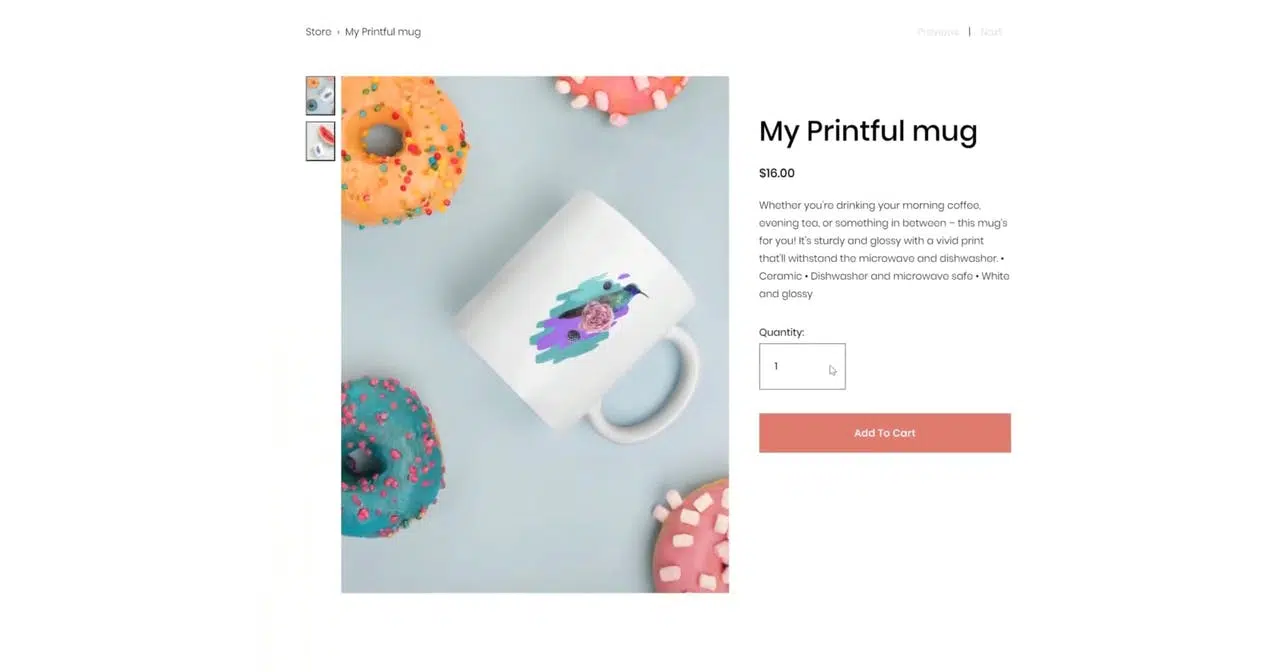 Store › My Printful mug
Previous | Next
My Printful mug
$16.00
Whether you're drinking your morning coffee,
evening tea, or something in between – this mug's
for you! It's sturdy and glossy with a vivid print
that'll withstand the microwave and dishwasher. •
Ceramic • Dishwasher and microwave safe • White
and glossy
Quantity:
1
Add To Cart